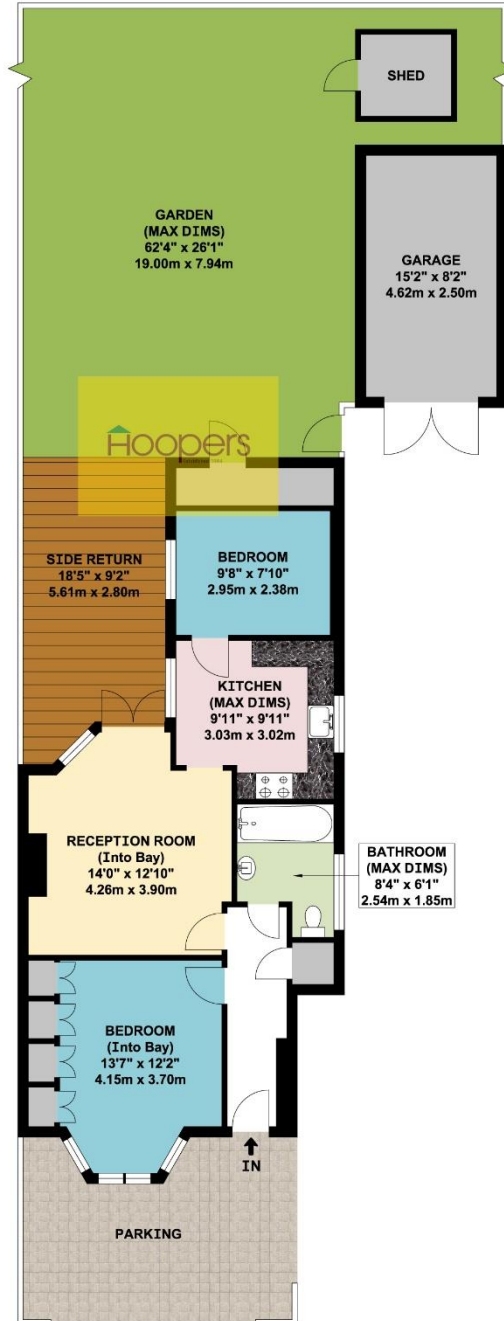 SHED
GARDEN
(MAX DIMS)
62'4" x 26'1"
19.00m x 7.94m
GARAGE
15'2" x 8'2"
4.62m x 2.50m
Hoopers
SIDE RETURN
18'5" x 9'2"
5.61m x 2.80m
BEDROOM
9'8" x 7'10"
2.95m x 2.38m
KITCHEN
(MAX DIMS)
9'11" x 9'11"
3.03m x 3.02m
RECEPTION ROOM
(Into Bay)
14'0" x 12'10"
4.26m x 3.90m
BATHROOM
(MAX DIMS)
8'4" x 6'1"
2.54m x 1.85m
BEDROOM
(Into Bay)
13'7" x 12'2"
4.15m x 3.70m
IN
PARKING